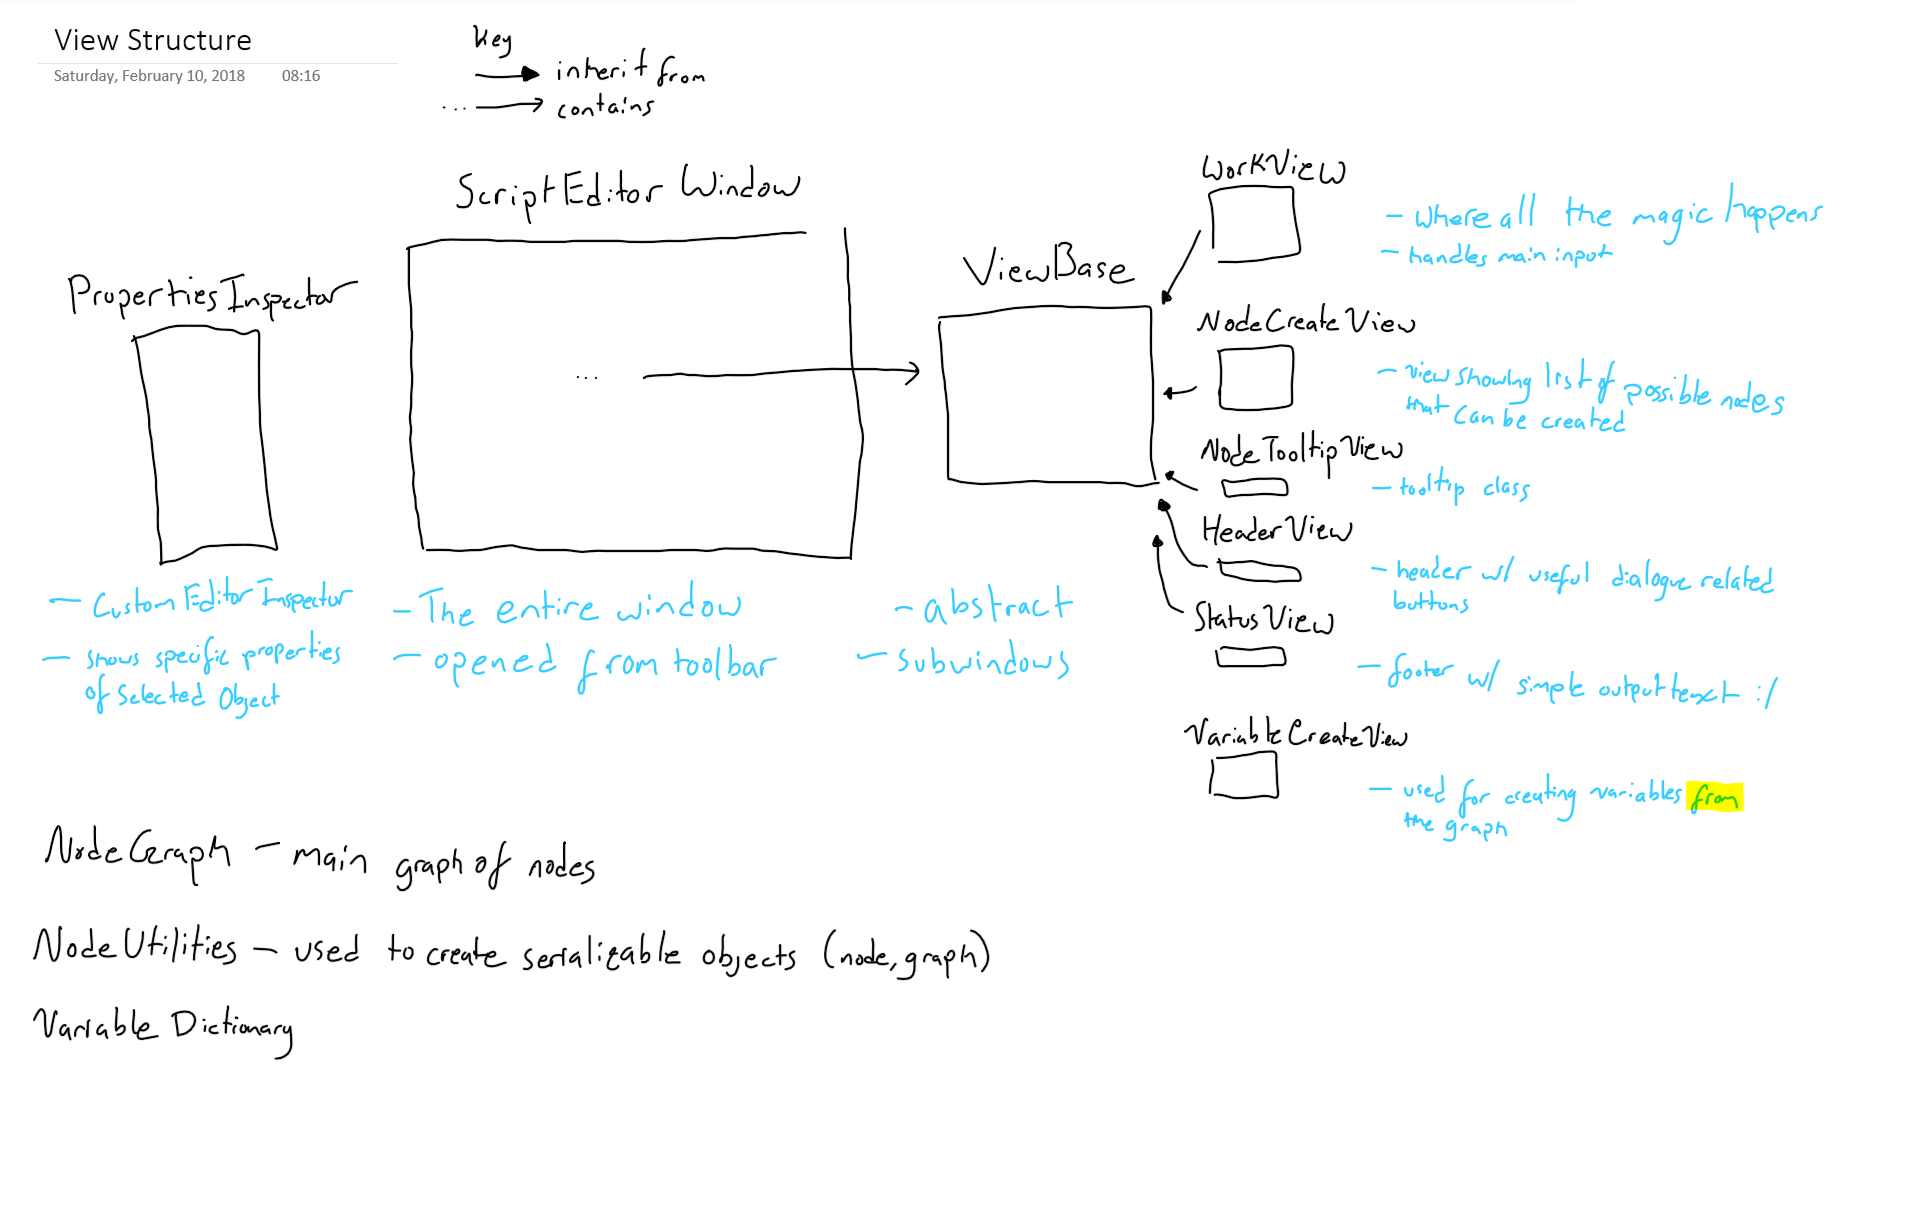 View Structure
Saturday, February 10, 2018 08:16
Key
inherit from
... contains
ScriptEditor Window
PropertiesInspector
ViewBase
...
WorkView
- Where all the magic happens
- handles main input
NodeCreateView
- view showing list of possible nodes
that can be created
NodeTooltipView
- tooltip class
HeaderView
- header w/ useful dialogue related
buttons
StatusView
- footer w/ simple output text :/
VariableCreateView
- used for creating variables from
the graph
- Custom Editor Inspector
- shows specific properties
of Selected Object
- The entire window
- opened from toolbar
- abstract
- subwindows
NodeGraph - main graph of nodes
NodeUtilities - used to create serializable objects (node, graph)
Variable Dictionary